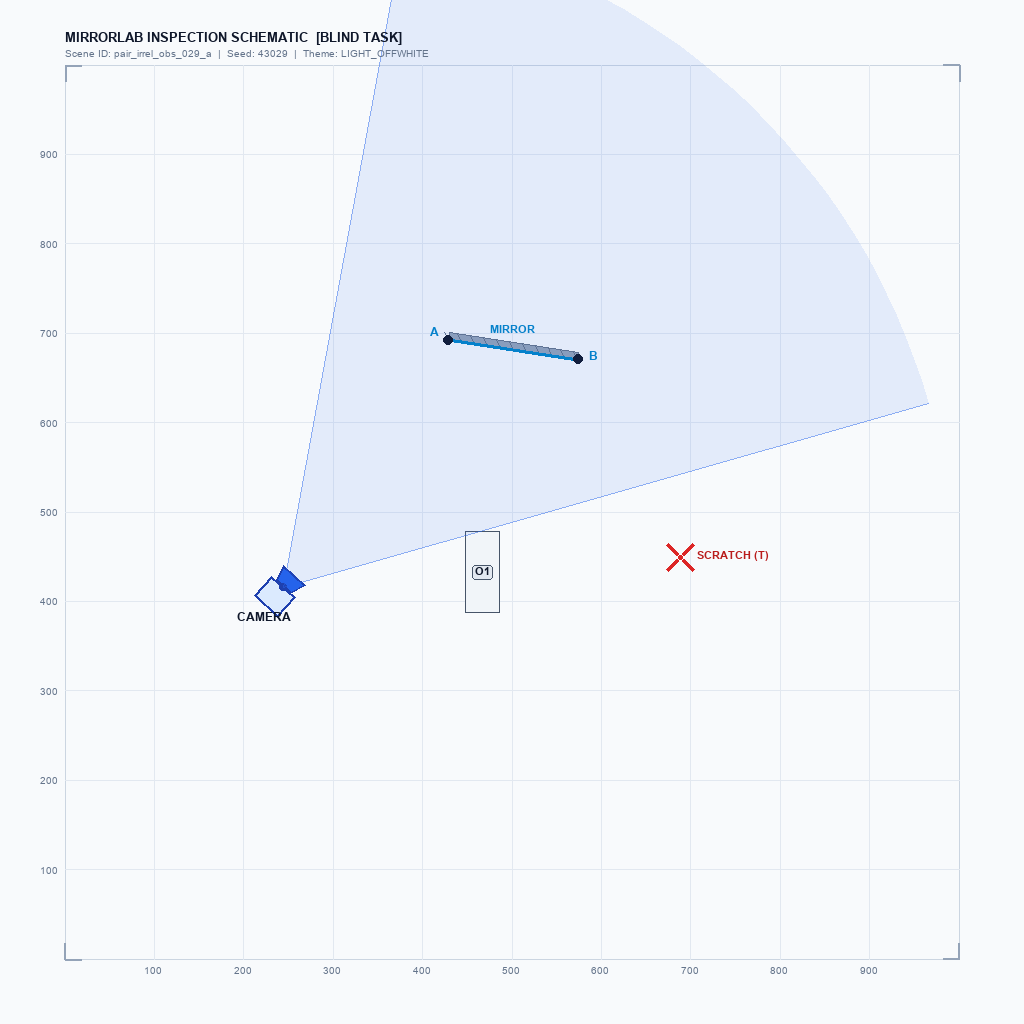 MIRRORLAB INSPECTION SCHEMATIC [BLIND TASK]
Scene ID: pair_irrel_obs_029_a | Seed: 43029 | Theme: LIGHT_OFFWHITE
900
800
A
MIRROR
700
B
600
500
SCRATCH (T)
O1
400
CAMERA
300
200
100
100 200 300 400 500 600 700 800 900